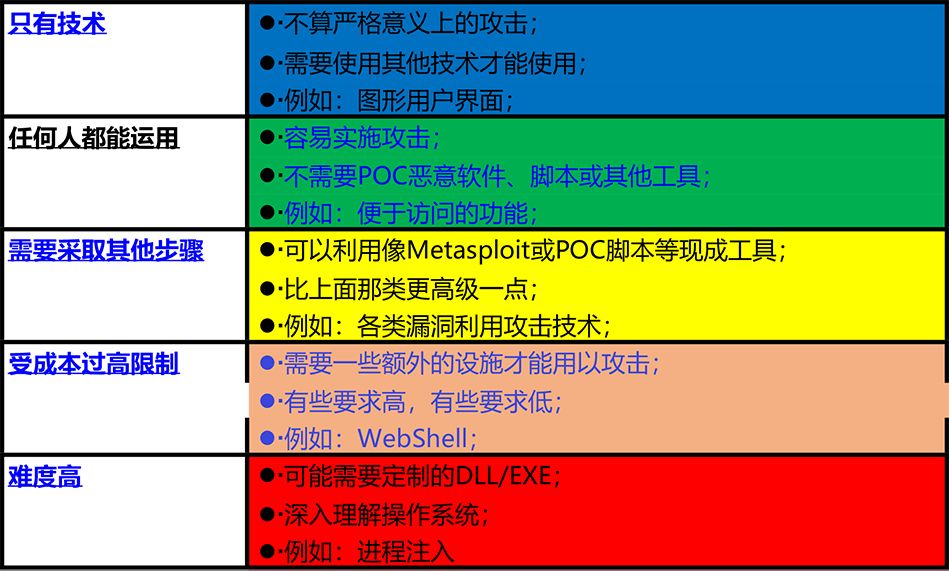 只有技术
●·不算严格意义上的攻击；
●·需要使用其他技术才能使用；
●·例如：图形用户界面；
任何人都能运用
●·容易实施攻击；
●·不需要POC恶意软件、脚本或其他工具；
●·例如：便于访问的功能；
需要采取其他步骤
●·可以利用像Metasploit或POC脚本等现成工具；
●·比上面那类更高级一点；
●·例如：各类漏洞利用攻击技术；
受成本过高限制
●·需要一些额外的设施才能用以攻击；
●·有些要求高，有些要求低；
●·例如：WebShell；
难度高
●·可能需要定制的DLL/EXE；
●·深入理解操作系统；
●·例如：进程注入